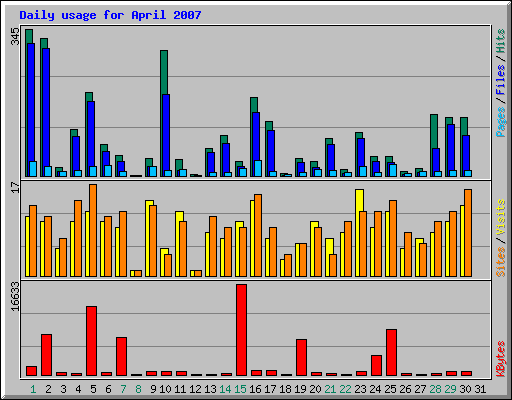 Daily usage for April 2007
345
Pages / Files / Hits
17
Sites / Visits
16633
KBytes
1 2 3 4 5 6 7 8 9 10 11 12 13 14 15 16 17 18 19 20 21 22 23 24 25 26 27 28 29 30 31